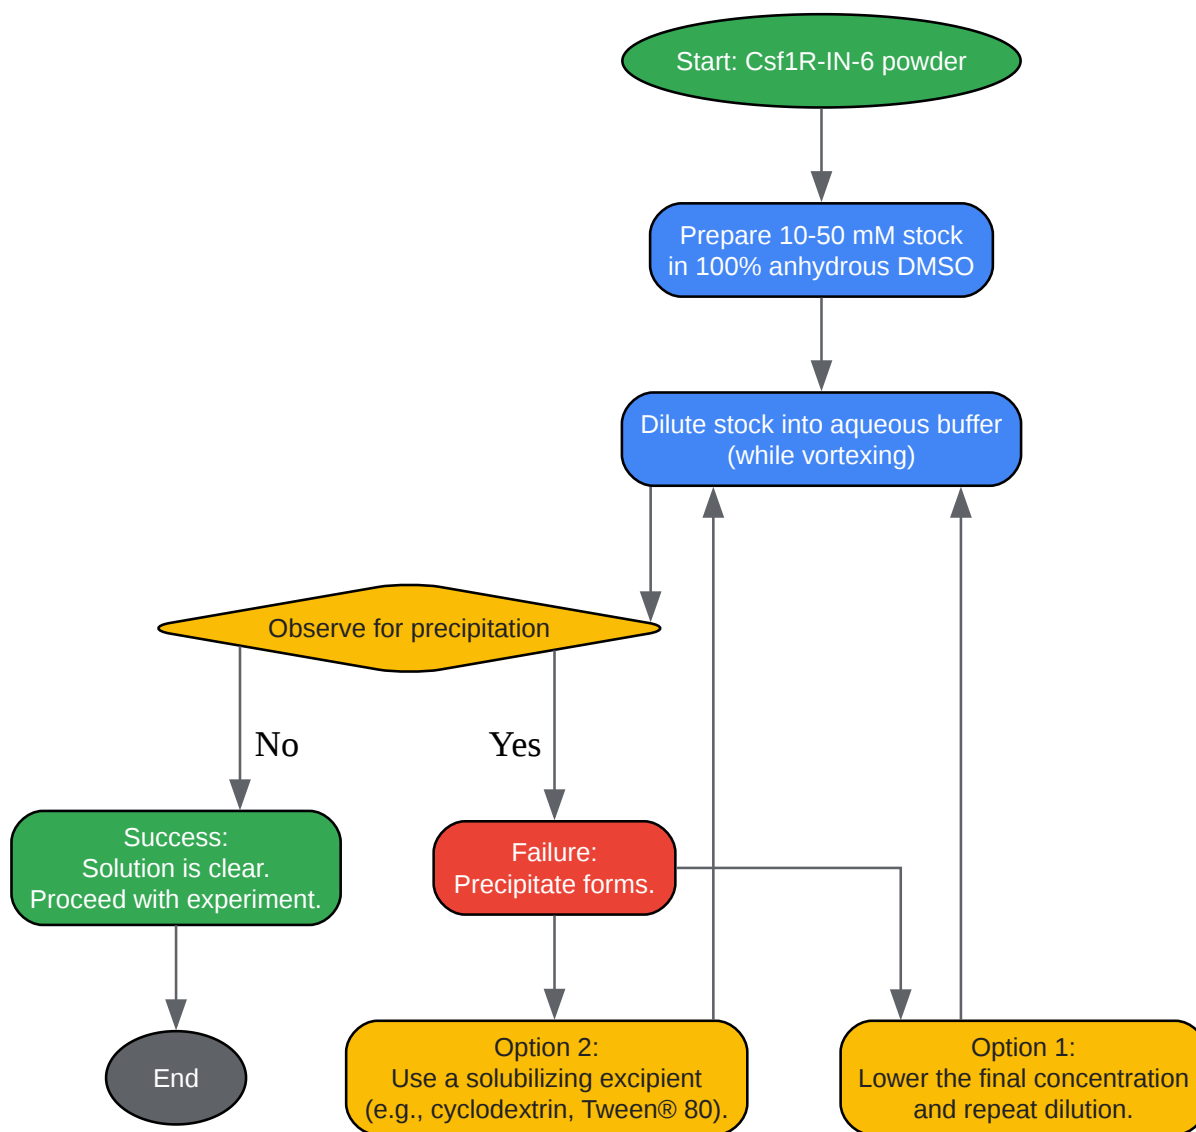 Start: Csf1R-IN-6 powder
Prepare 10-50 mM stock
in 100% anhydrous DMSO
Dilute stock into aqueous buffer
(while vortexing)
Observe for precipitation
No
Yes
Success:
Solution is clear.
Proceed with experiment.
Failure:
Precipitate forms.
End
Option 2:
Use a solubilizing excipient
(e.g., cyclodextrin, Tween® 80).
Option 1:
Lower the final concentration
and repeat dilution.